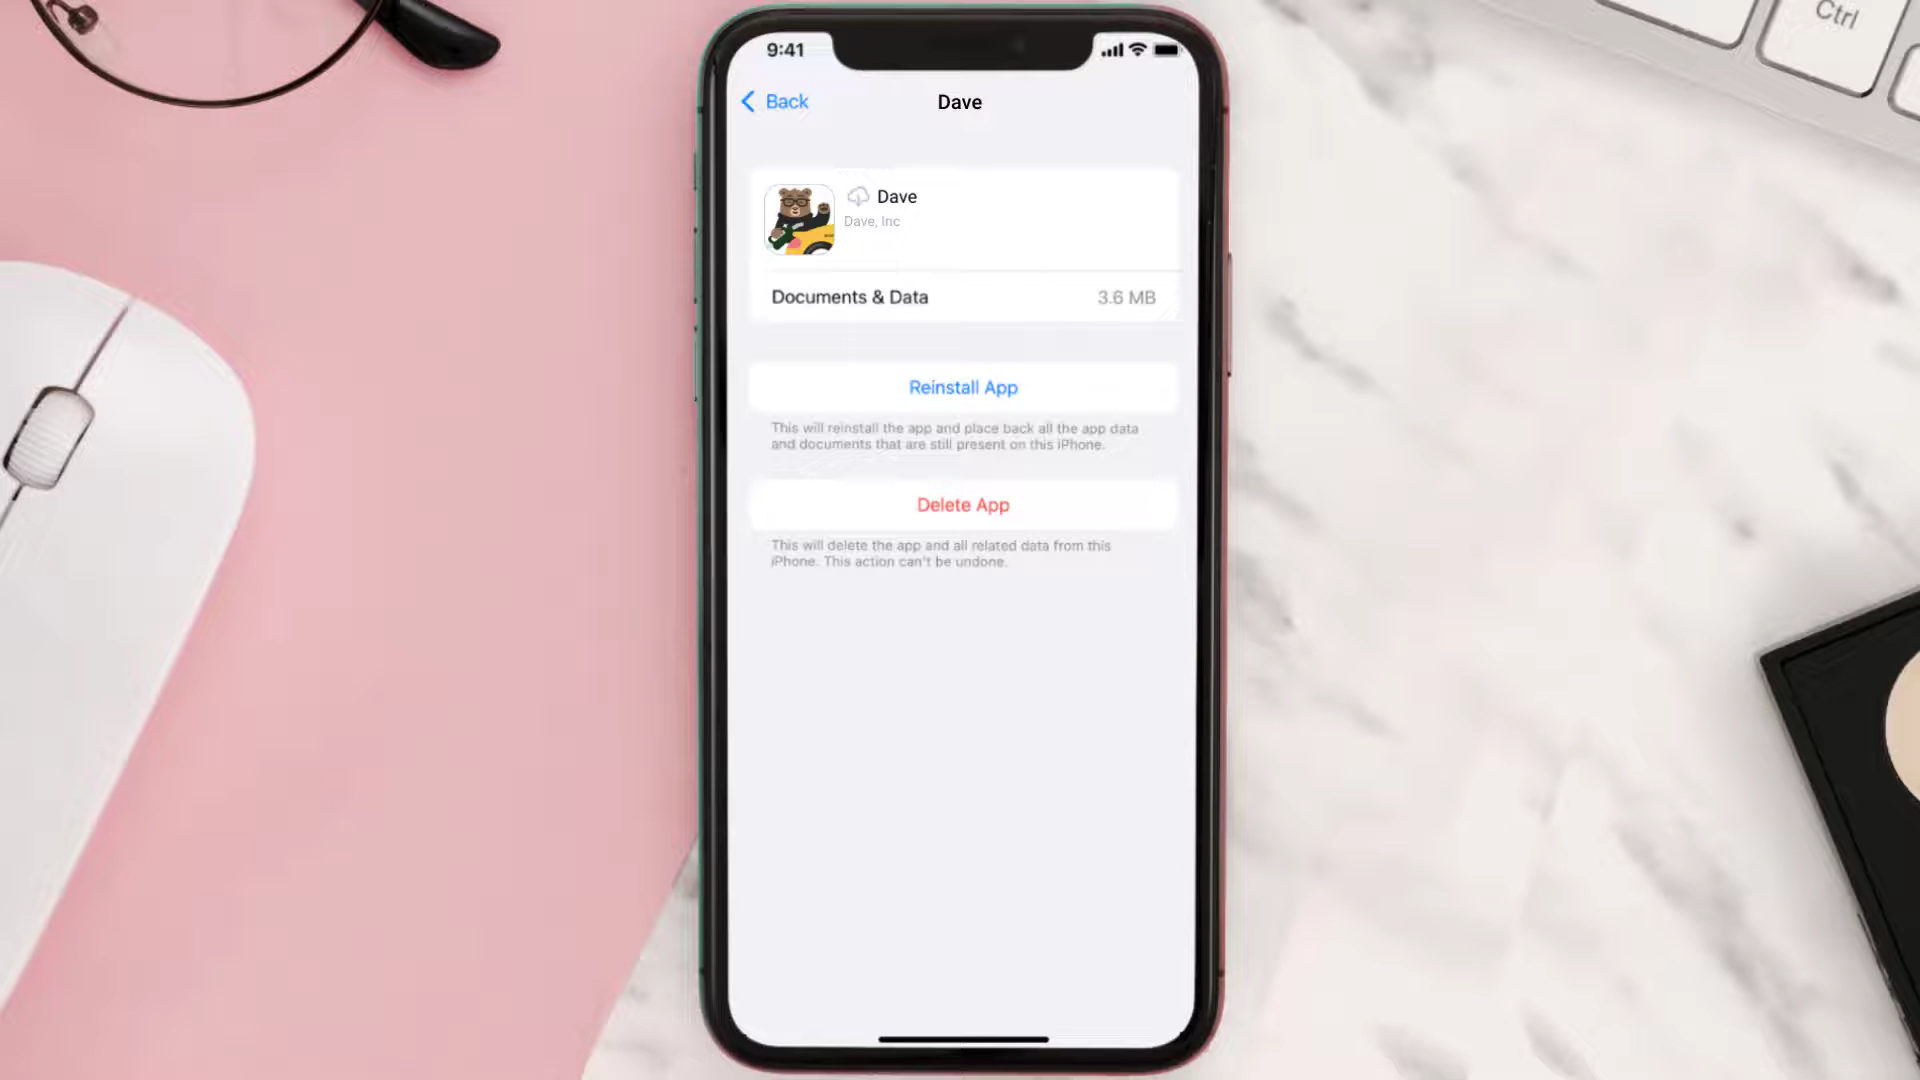 Ctrl
9:41
Back
Dave
Dave
Dave, Inc
Documents & Data
3.6 MB
Reinstall App
This will reinstall the app and place back all the app data
and documents that are still present on this iPhone.
Delete App
This will delete the app and all related data from this
iPhone. This action can't be undone.